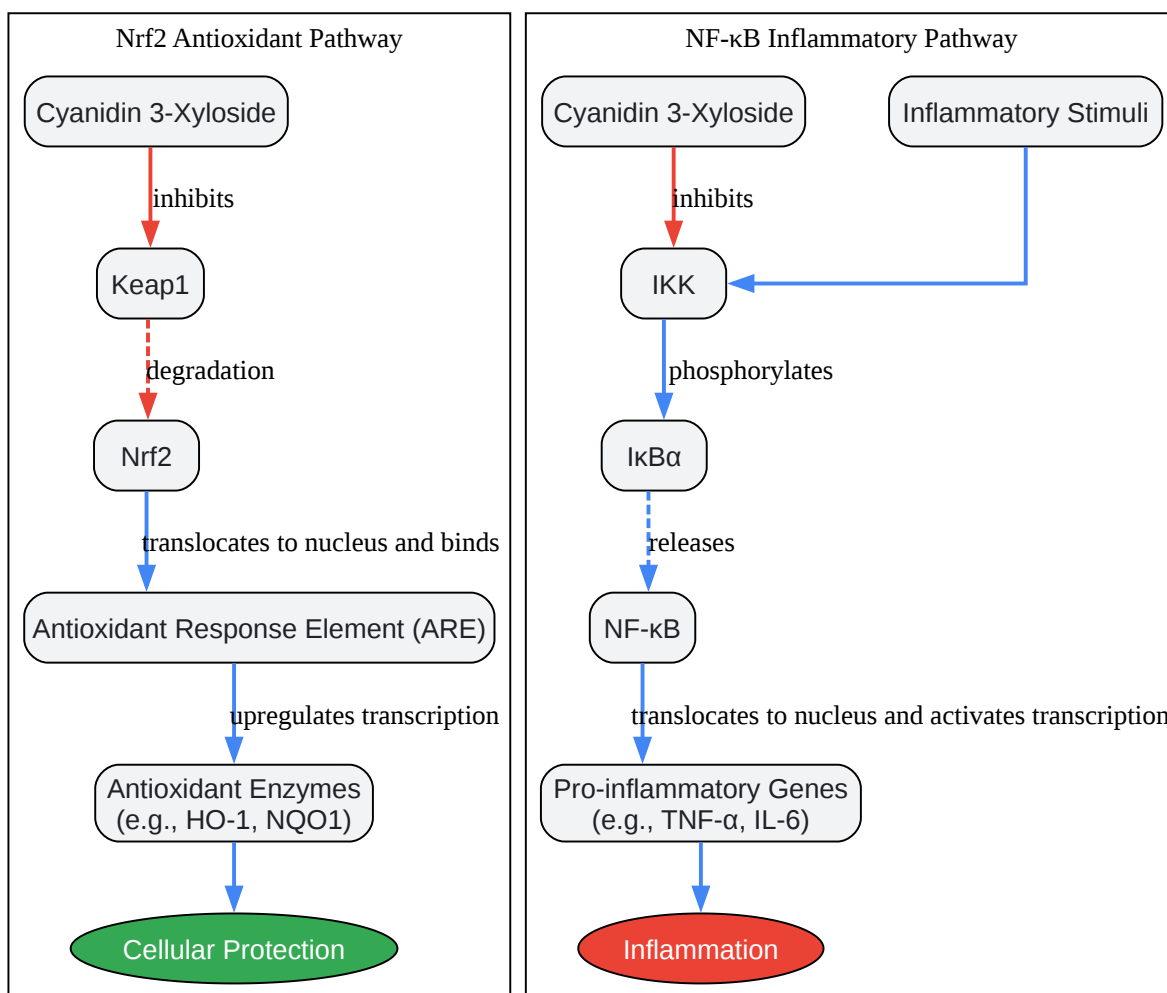 Nrf2 Antioxidant Pathway
Cyanidin 3-Xyloside
inhibits
Keap1
degradation
Nrf2
translocates to nucleus and binds
Antioxidant Response Element (ARE)
upregulates transcription
Antioxidant Enzymes
(e.g., HO-1, NQO1)
Cellular Protection
NF-κB Inflammatory Pathway
Cyanidin 3-Xyloside
Inflammatory Stimuli
inhibits
IKK
phosphorylates
IκBα
releases
NF-κB
translocates to nucleus and activates transcription
Pro-inflammatory Genes
(e.g., TNF-α, IL-6)
Inflammation